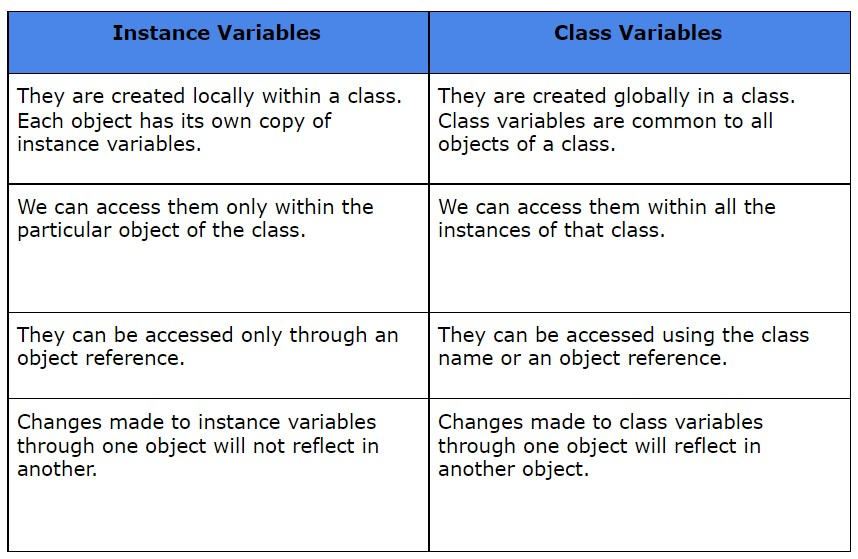 Instance Variables
Class Variables
They are created locally within a class.
Each object has its own copy of
instance variables.
They are created globally in a class.
Class variables are common to all
objects of a class.
We can access them only within the
particular object of the class.
We can access them within all the
instances of that class.
They can be accessed only through an
object reference.
They can be accessed using the class
name or an object reference.
Changes made to instance variables
through one object will not reflect in
another.
Changes made to class variables
through one object will reflect in
another object.